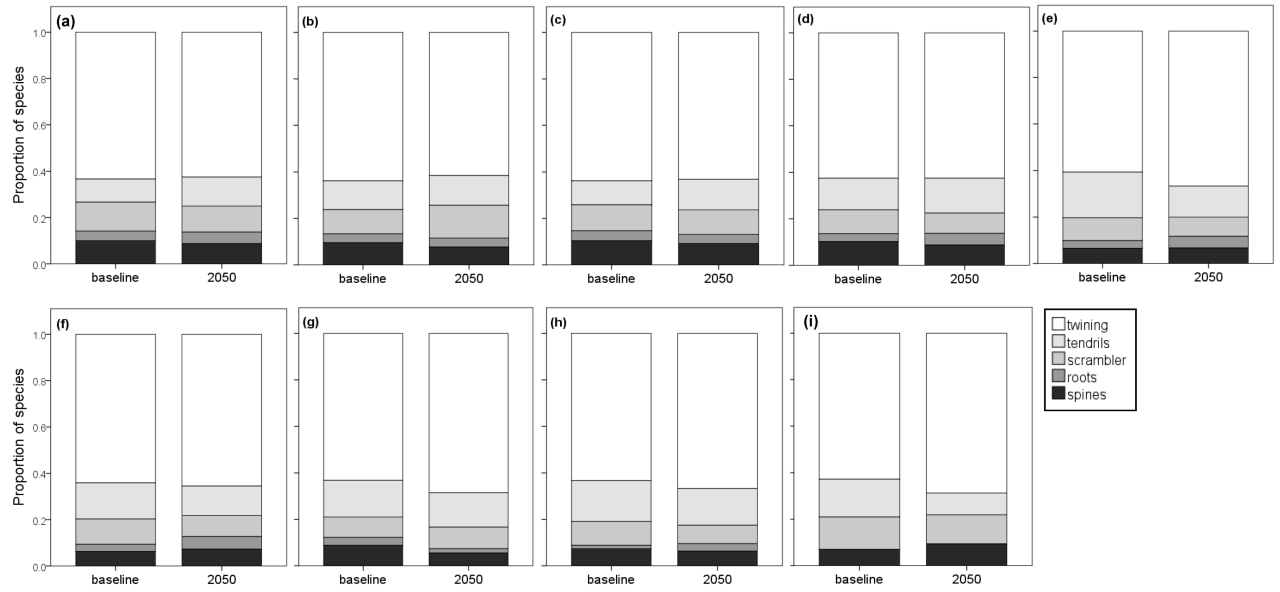 (a) (b) (c) (d) (e)
1.0
0.8
0.6
0.4
0.2
0.0
Proportion of species
baseline 2050 baseline 2050 baseline 2050 baseline 2050 baseline 2050
(f) (g) (h) (i)
1.0
0.8
0.6
0.4
0.2
0.0
Proportion of species
baseline 2050 baseline 2050 baseline 2050 baseline 2050
twining
tendrils
scrambler
roots
spines